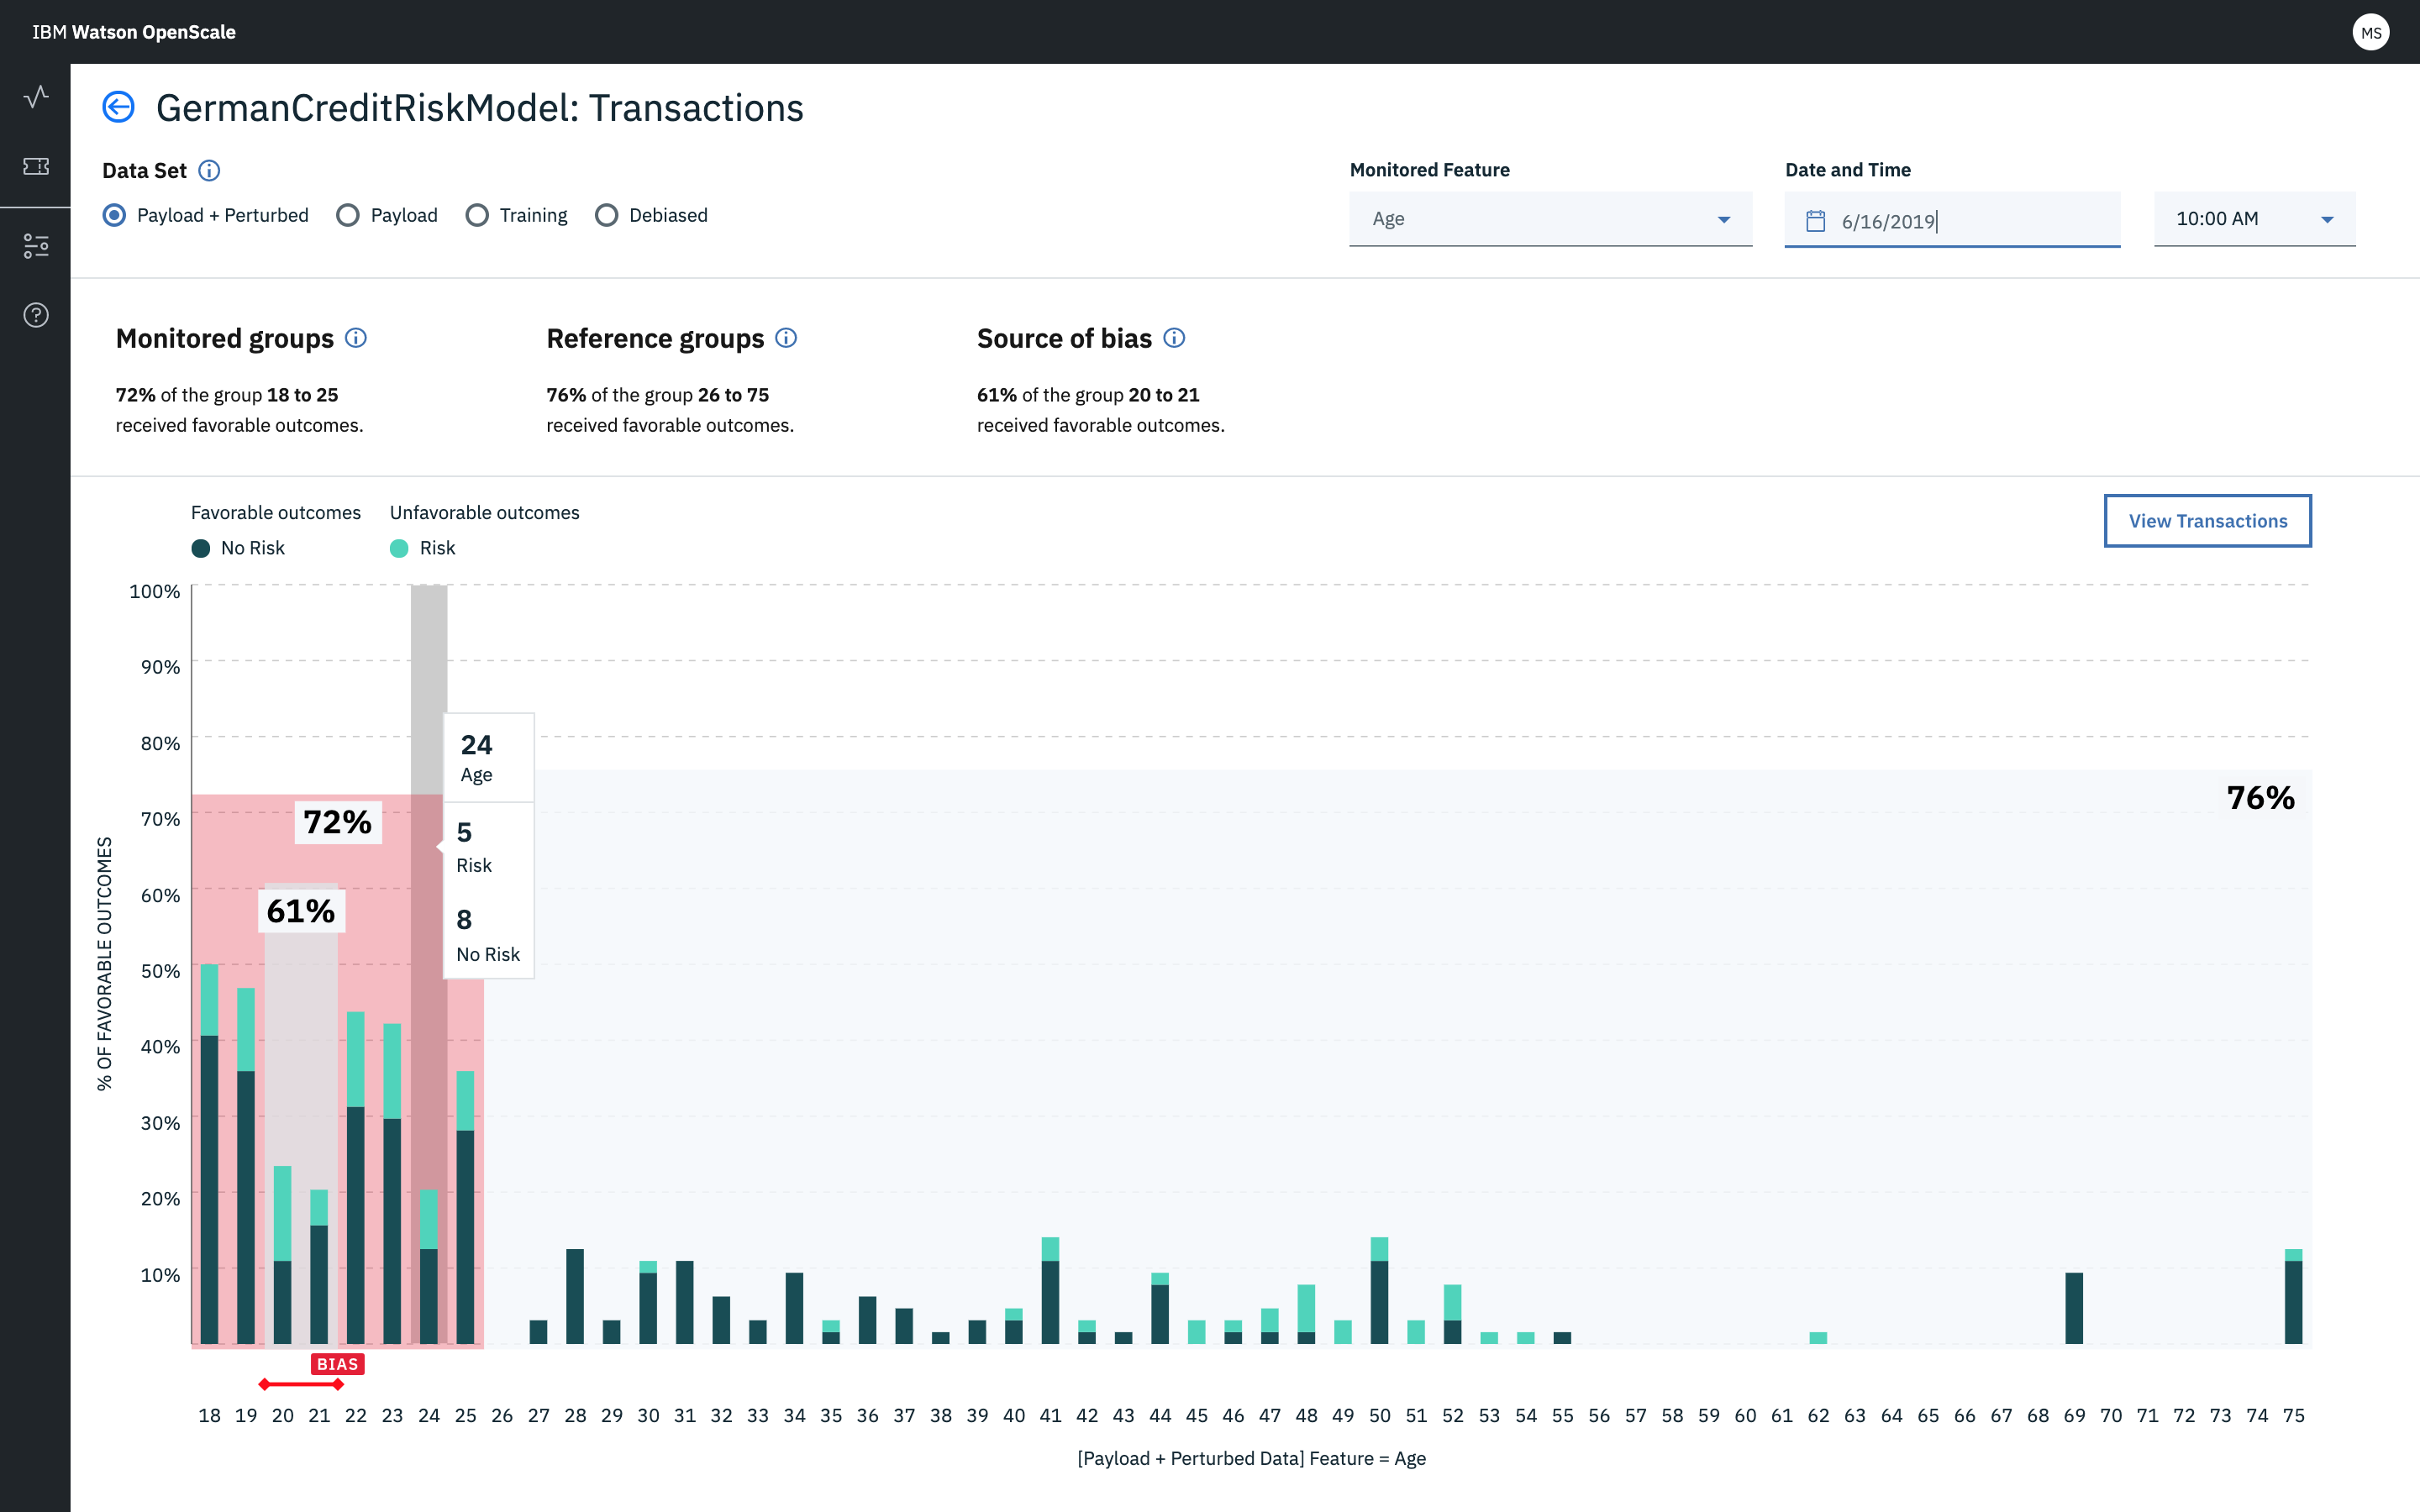 IBM Watson OpenScale
MS
GermanCreditRiskModel: Transactions
Data Set
Payload + Perturbed
Payload
Training
Debiased
Monitored Feature
Age
Date and Time
6/16/2019
10:00 AM
Monitored groups
72% of the group 18 to 25
received favorable outcomes.
Reference groups
76% of the group 26 to 75
received favorable outcomes.
Source of bias
61% of the group 20 to 21
received favorable outcomes.
Favorable outcomes
No Risk
Unfavorable outcomes
Risk
View Transactions
% OF FAVORABLE OUTCOMES
100%
90%
80%
70%
60%
50%
40%
30%
20%
10%
72%
61%
24
Age
5
Risk
8
No Risk
76%
BIAS
18 19 20 21 22 23 24 25 26 27 28 29 30 31 32 33 34 35 36 37 38 39 40 41 42 43 44 45 46 47 48 49 50 51 52 53 54 55 56 57 58 59 60 61 62 63 64 65 66 67 68 69 70 71 72 73 74 75
[Payload + Perturbed Data] Feature = Age